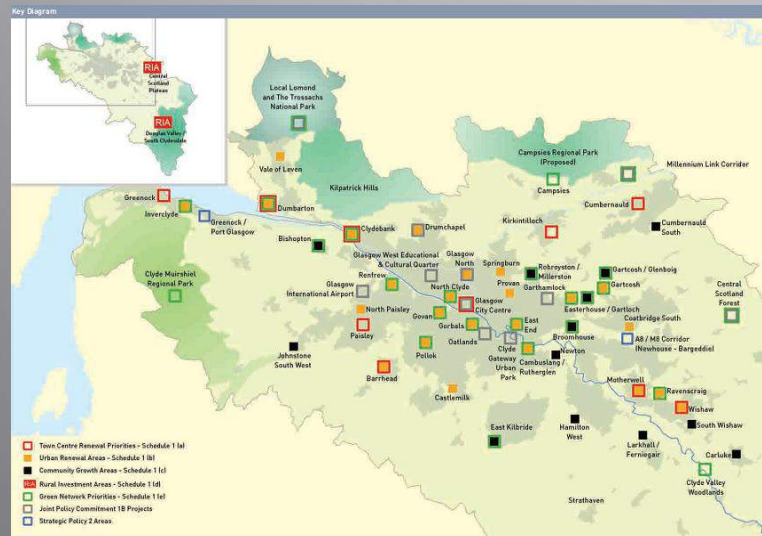 Key Diagram
RIA
Central
Scotland
Plateau
RIA
Douglas Valley /
South Clydesdale
Local Lomond
and The Trossachs
National Park
Vale of Leven
Kilpatrick Hills
Campsies Regional Park
(Proposed)
Millennium Link Corridor
Campsies
Greenock
Inverclyde
Greenock /
Port Glasgow
Dumbarton
Clydebank
Drumchapel
Kirkintilloch
Cumbernauld
Cumbernauld
South
Bishopton
Glasgow West Educational
& Cultural Quarter
Glasgow
North
Springburn
Robroyston /
Millerston
Gartcosh / Glenboig
Clyde Muirshiel
Regional Park
Renfrew
Glasgow
International Airport
North Clyde
Provan
Garthamlock
Gartcosh
Glasgow
City Centre
Easterhouse / Gartloch
Central
Scotland
Forest
North Paisley
Govan
Gorbals
East
End
Coatbridge South
Paisley
Oatlands
Broomhouse
A8 / M8 Corridor
(Newhouse - Bargeddie)
Johnstone
South West
Pollok
Clyde
Gateway
Urban
Park
Cambuslang /
Rutherglen
Newton
Barrhead
Castlemilk
Motherwell
Ravenscraig
Wishaw
East Kilbride
Hamilton
West
South Wishaw
Larkhall /
Ferniegair
Carluke
Clyde Valley
Woodlands
Strathaven
Town Centre Renewal Priorities - Schedule 1 (a)
Urban Renewal Areas - Schedule 1 (b)
Community Growth Areas - Schedule 1 (c)
RIA Rural Investment Areas - Schedule 1 (d)
Green Network Priorities - Schedule 1 (e)
Joint Policy Commitment 1B Projects
Strategic Policy 2 Areas